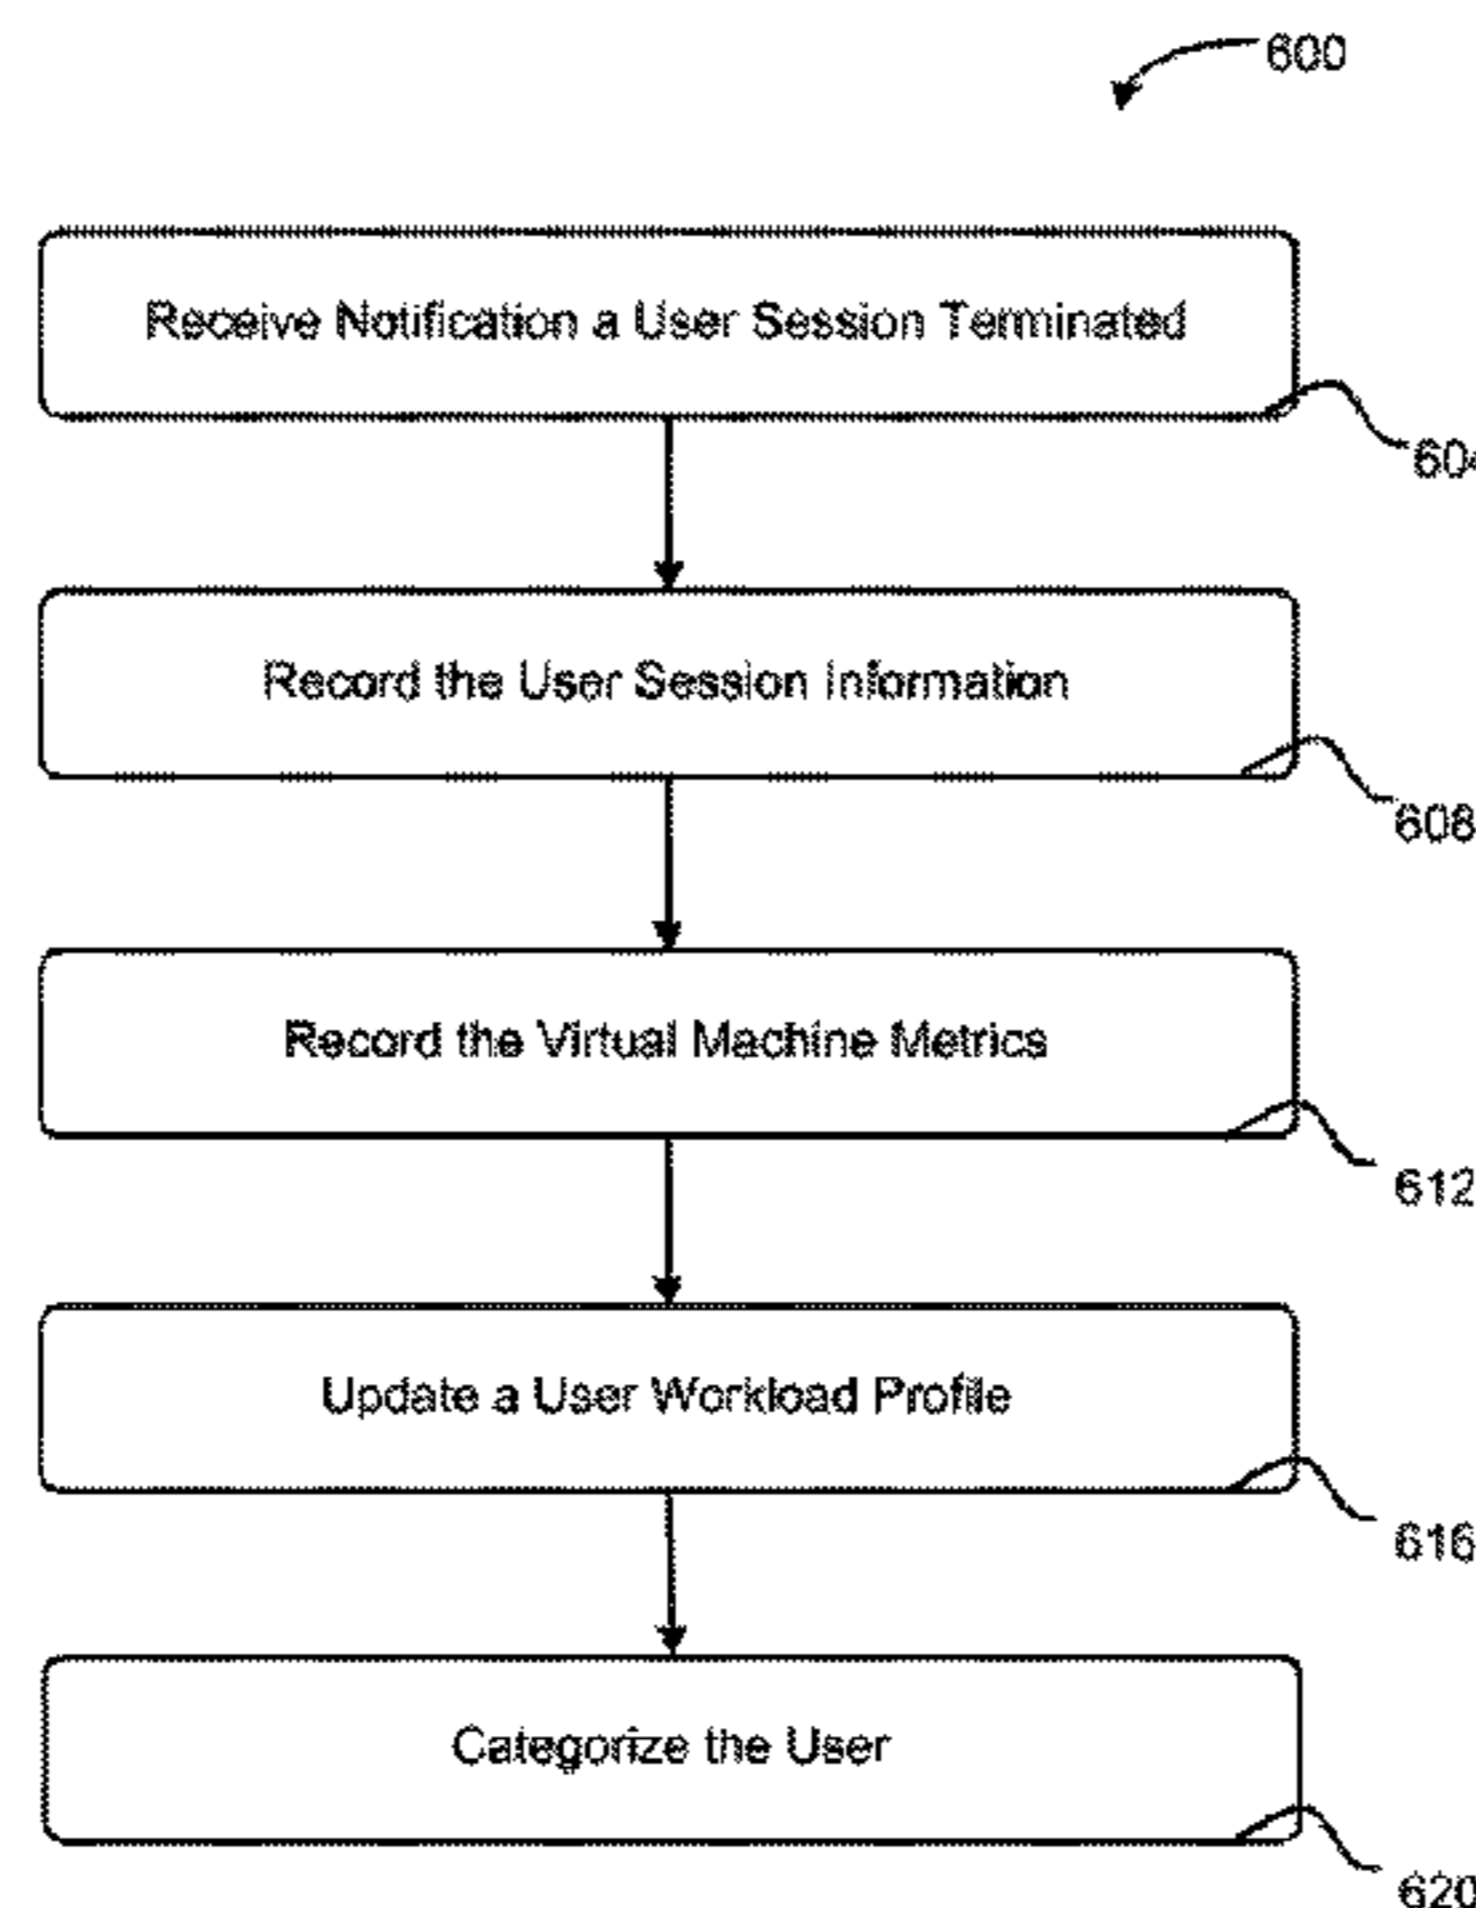 600
Receive Notification a User Session Terminated
604
Record the User Session Information
608
Record the Virtual Machine Metrics
612
Update a User Workload Profile
616
Categorize the User
620